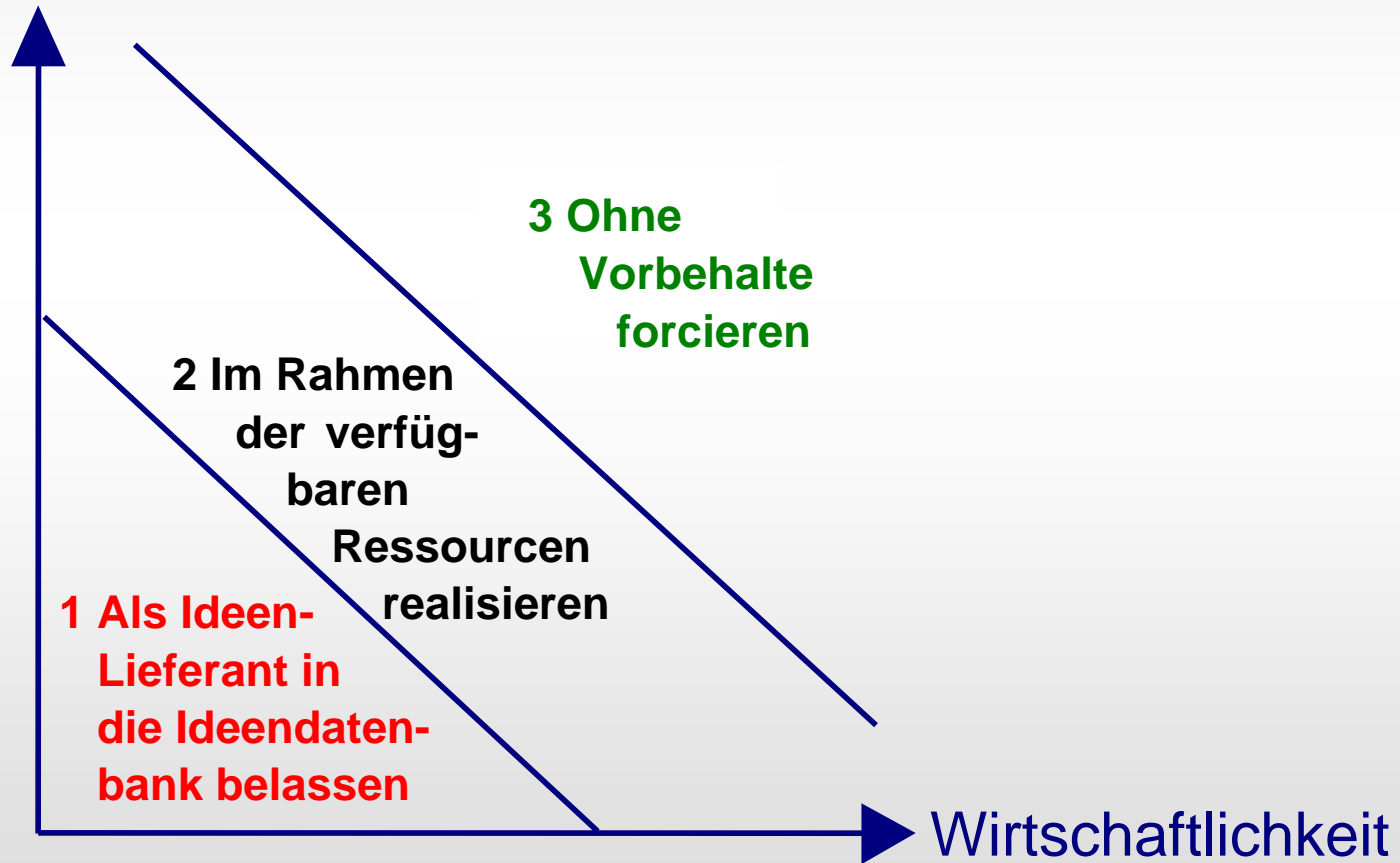 3 Ohne
Vorbehalte
forcieren
2 Im Rahmen
der verfüg-
baren
Ressourcen
realisieren
1 Als Ideen-
Lieferant in
die Ideendaten-
bank belassen
Wirtschaftlichkeit